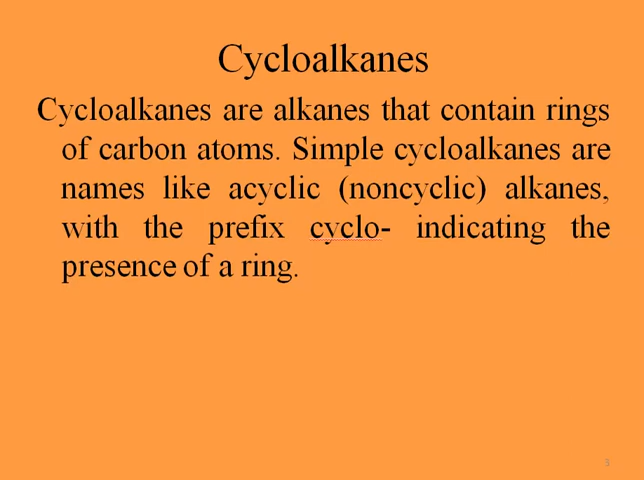 Cycloalkanes
Cycloalkanes are alkanes that contain rings
of carbon atoms. Simple cycloalkanes are
names like acyclic (noncyclic) alkanes,
with the prefix cyclo- indicating the
presence of a ring.
3